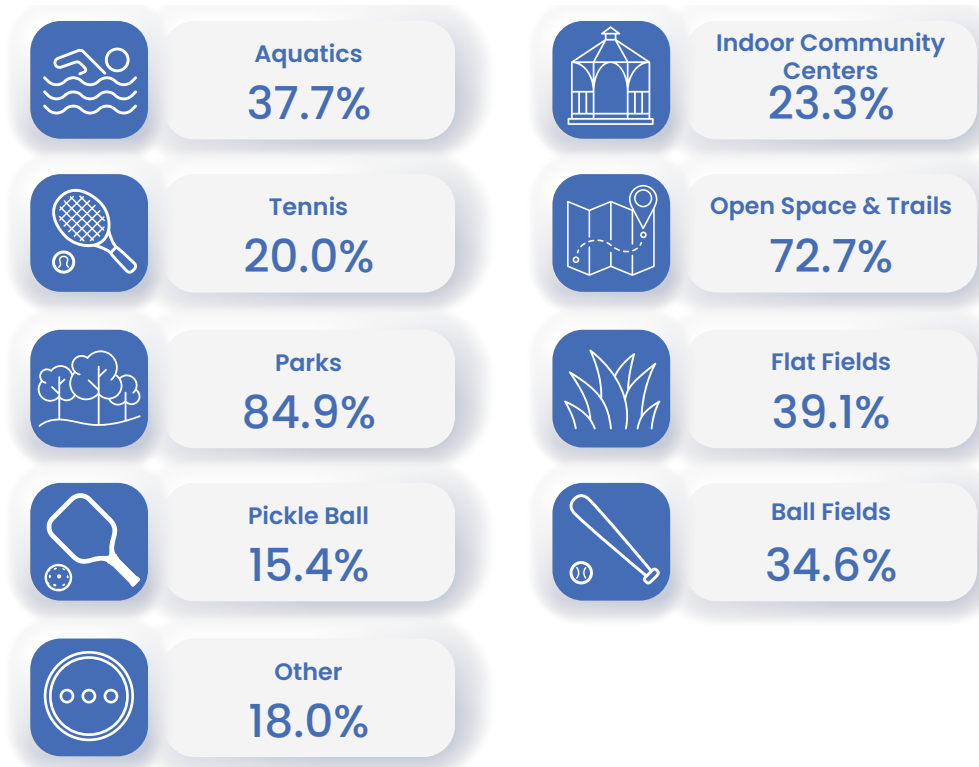 Aquatics
37.7%
Indoor Community
Centers
23.3%
Tennis
20.0%
Open Space & Trails
72.7%
Parks
84.9%
Flat Fields
39.1%
Pickle Ball
15.4%
Ball Fields
34.6%
Other
18.0%